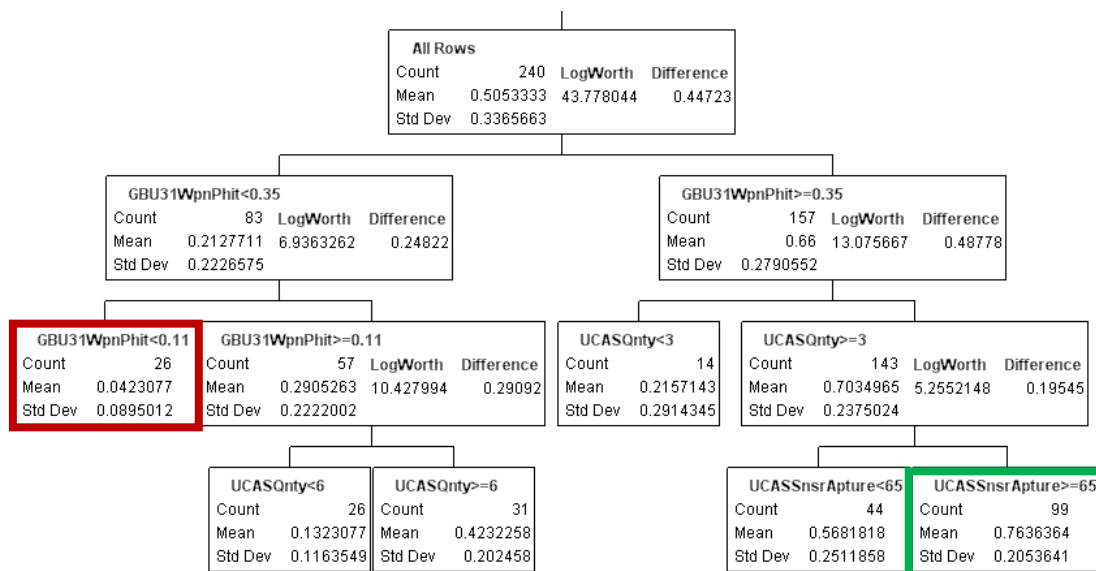 All Rows
Count 240 LogWorth Difference
Mean 0.5053333 43.778044 0.44723
Std Dev 0.3365663
GBU31WpnPhit<0.35
Count 83 LogWorth Difference
Mean 0.2127711 6.9363262 0.24822
Std Dev 0.2226575
GBU31WpnPhit>=0.35
Count 157 LogWorth Difference
Mean 0.66 13.075667 0.48778
Std Dev 0.2790552
GBU31WpnPhit<0.11
Count 26
Mean 0.0423077
Std Dev 0.0895012
GBU31WpnPhit>=0.11
Count 57 LogWorth Difference
Mean 0.2905263 10.427994 0.29092
Std Dev 0.2222002
UCASQnty<3
Count 14
Mean 0.2157143
Std Dev 0.2914345
UCASQnty>=3
Count 143 LogWorth Difference
Mean 0.7034965 5.2552148 0.19545
Std Dev 0.2375024
UCASQnty<6
Count 26
Mean 0.1323077
Std Dev 0.1163549
UCASQnty>=6
Count 31
Mean 0.4232258
Std Dev 0.202458
UCASSnsrApture<65
Count 44
Mean 0.5681818
Std Dev 0.2511858
UCASSnsrApture>=65
Count 99
Mean 0.7636364
Std Dev 0.2053641